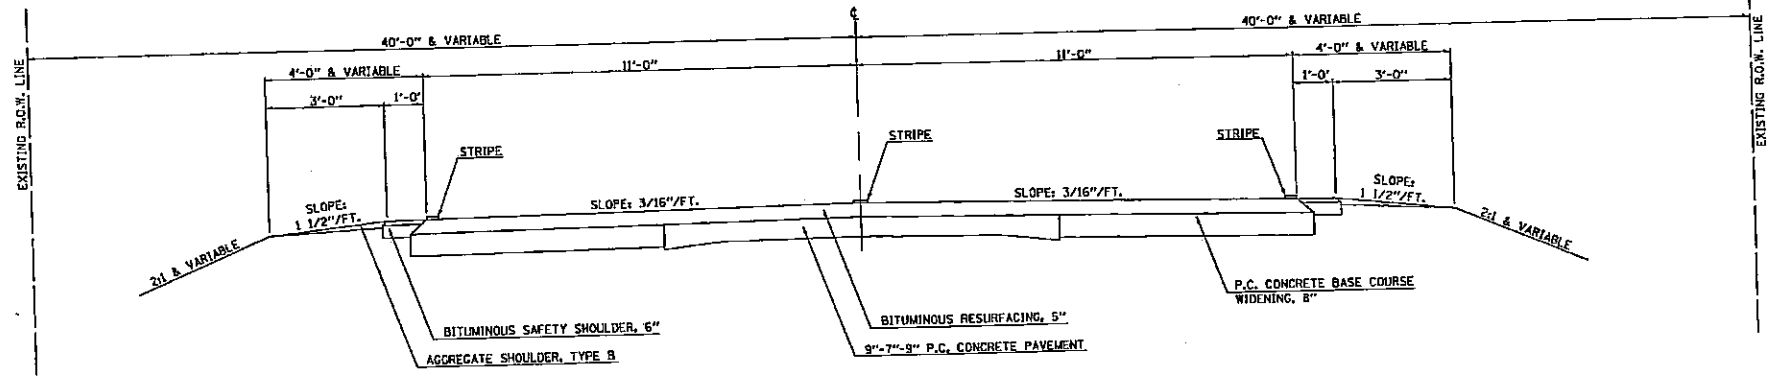 ℄
40'-0" & VARIABLE
40'-0" & VARIABLE
EXISTING R.O.W. LINE
EXISTING R.O.W. LINE
4'-0" & VARIABLE
11'-0"
11'-0"
4'-0" & VARIABLE
3'-0"
1'-0'
1'-0'
3'-0"
STRIPE
STRIPE
STRIPE
SLOPE:
1 1/2"/FT.
SLOPE: 3/16"/FT.
SLOPE: 3/16"/FT.
SLOPE:
1 1/2"/FT.
2:1 & VARIABLE
2:1 & VARIABLE
P.C. CONCRETE BASE COURSE
WIDENING, 8"
BITUMINOUS SAFETY SHOULDER, 6"
BITUMINOUS RESURFACING, 5"
AGGREGATE SHOULDER, TYPE B
9"-7"-9" P.C. CONCRETE PAVEMENT